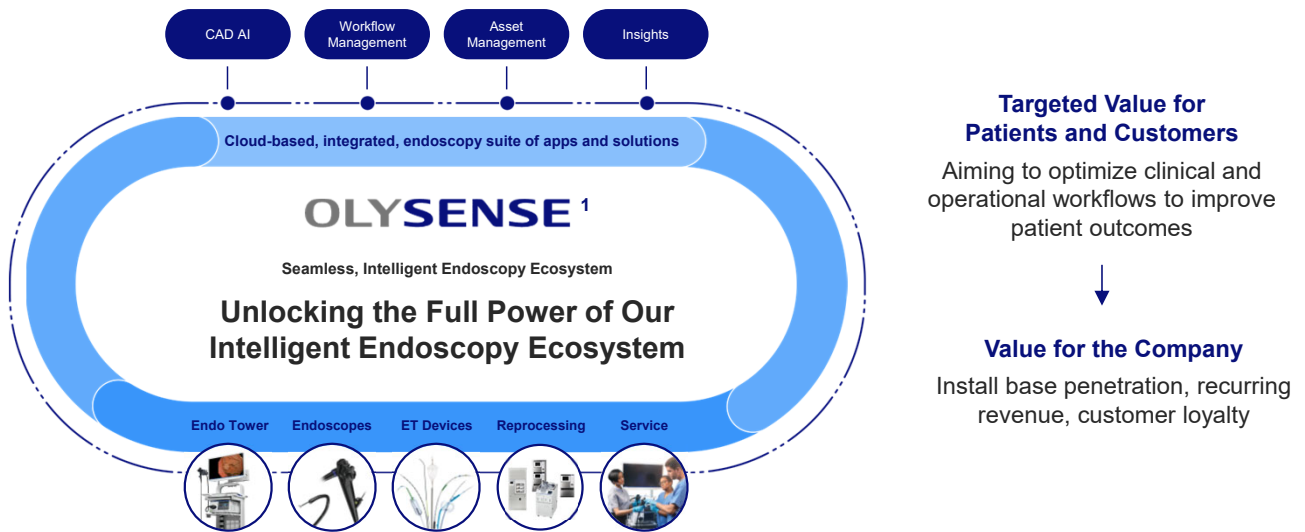 CAD AI
Workflow
Management
Asset
Management
Insights
Cloud-based, integrated, endoscopy suite of apps and solutions
OLYSENSE 1
Seamless, Intelligent Endoscopy Ecosystem
Unlocking the Full Power of Our
Intelligent Endoscopy Ecosystem
Endo Tower
Endoscopes
ET Devices
Reprocessing
Service
Targeted Value for
Patients and Customers
Aiming to optimize clinical and
operational workflows to improve
patient outcomes
Value for the Company
Install base penetration, recurring
revenue, customer loyalty